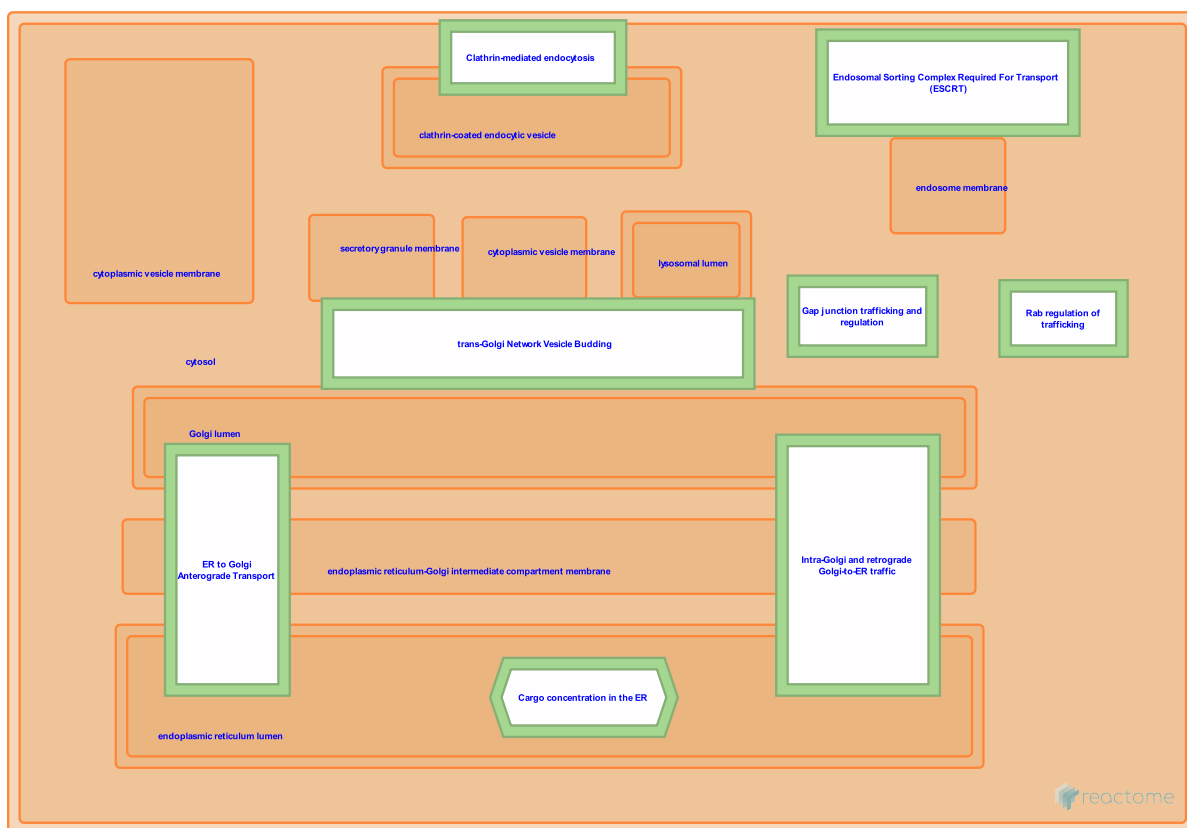 Clathrin-mediated endocytosis
Endosomal Sorting Complex Required For Transport
(ESCRT)
clathrin-coated endocytic vesicle
endosome membrane
secretory granule membrane
cytoplasmic vesicle membrane
lysosomal lumen
cytoplasmic vesicle membrane
Gap junction trafficking and
regulation
Rab regulation of
trafficking
trans-Golgi Network Vesicle Budding
cytosol
Golgi lumen
ER to Golgi
Anterograde Transport
endoplasmic reticulum-Golgi intermediate compartment membrane
Intra-Golgi and retrograde
Golgi-to-ER traffic
Cargo concentration in the ER
endoplasmic reticulum lumen
reactome